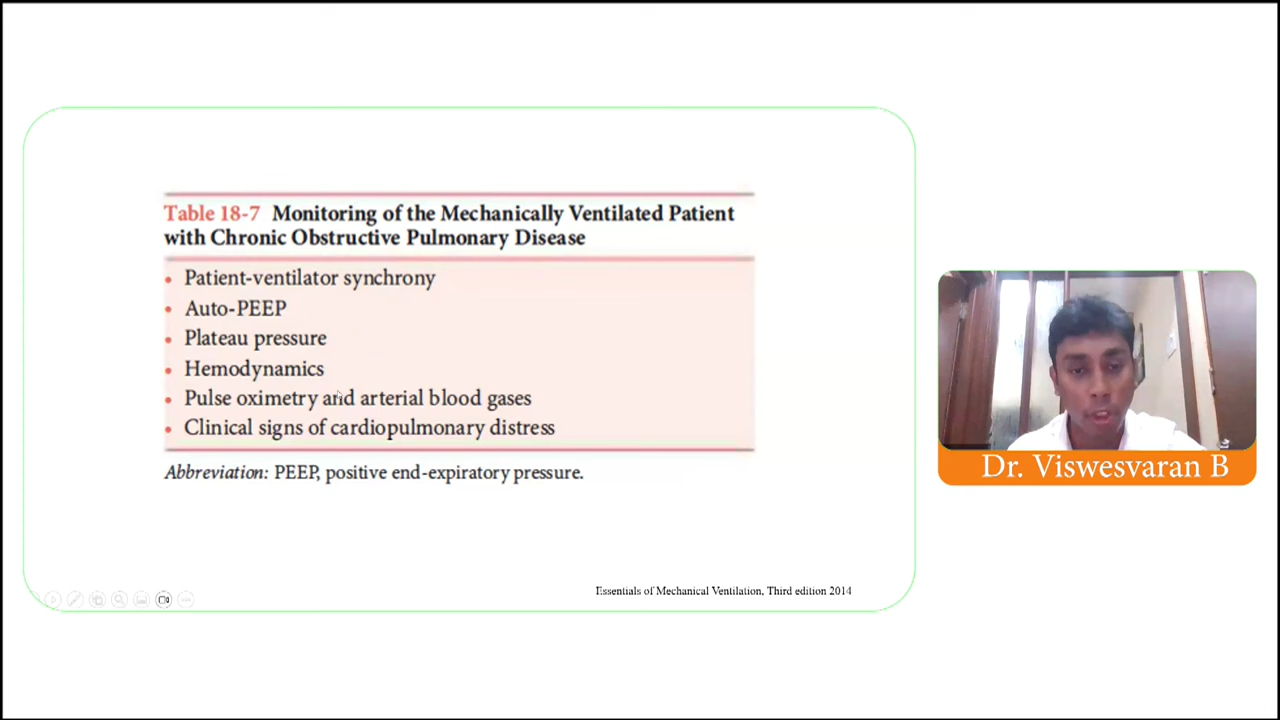 Table 18-7 Monitoring of the Mechanically Ventilated Patient
with Chronic Obstructive Pulmonary Disease
• Patient-ventilator synchrony
• Auto-PEEP
• Plateau pressure
• Hemodynamics
• Pulse oximetry and arterial blood gases
• Clinical signs of cardiopulmonary distress
Abbreviation: PEEP, positive end-expiratory pressure.
Essentials of Mechanical Ventilation, Third edition 2014
Dr. Viswesvaran B